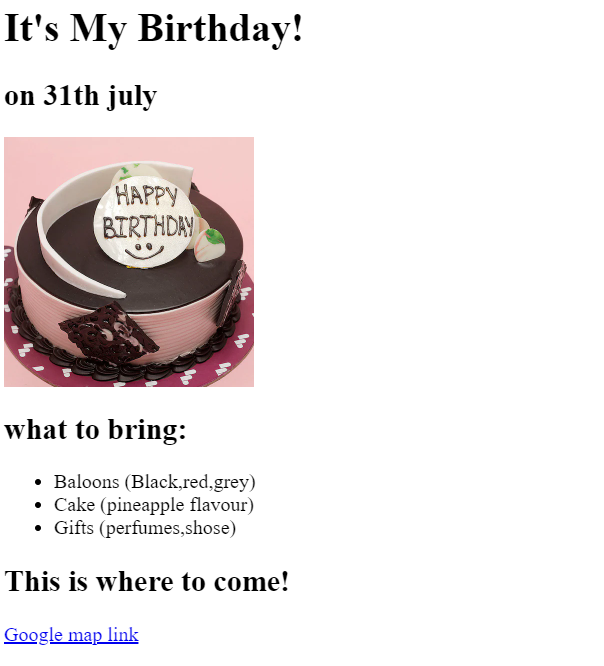 It's My Birthday!
on 31th july
HAPPY
BIRTHDAY
what to bring:
Baloons (Black,red,grey)
Cake (pineapple flavour)
Gifts (perfumes,shose)
This is where to come!
Google map link